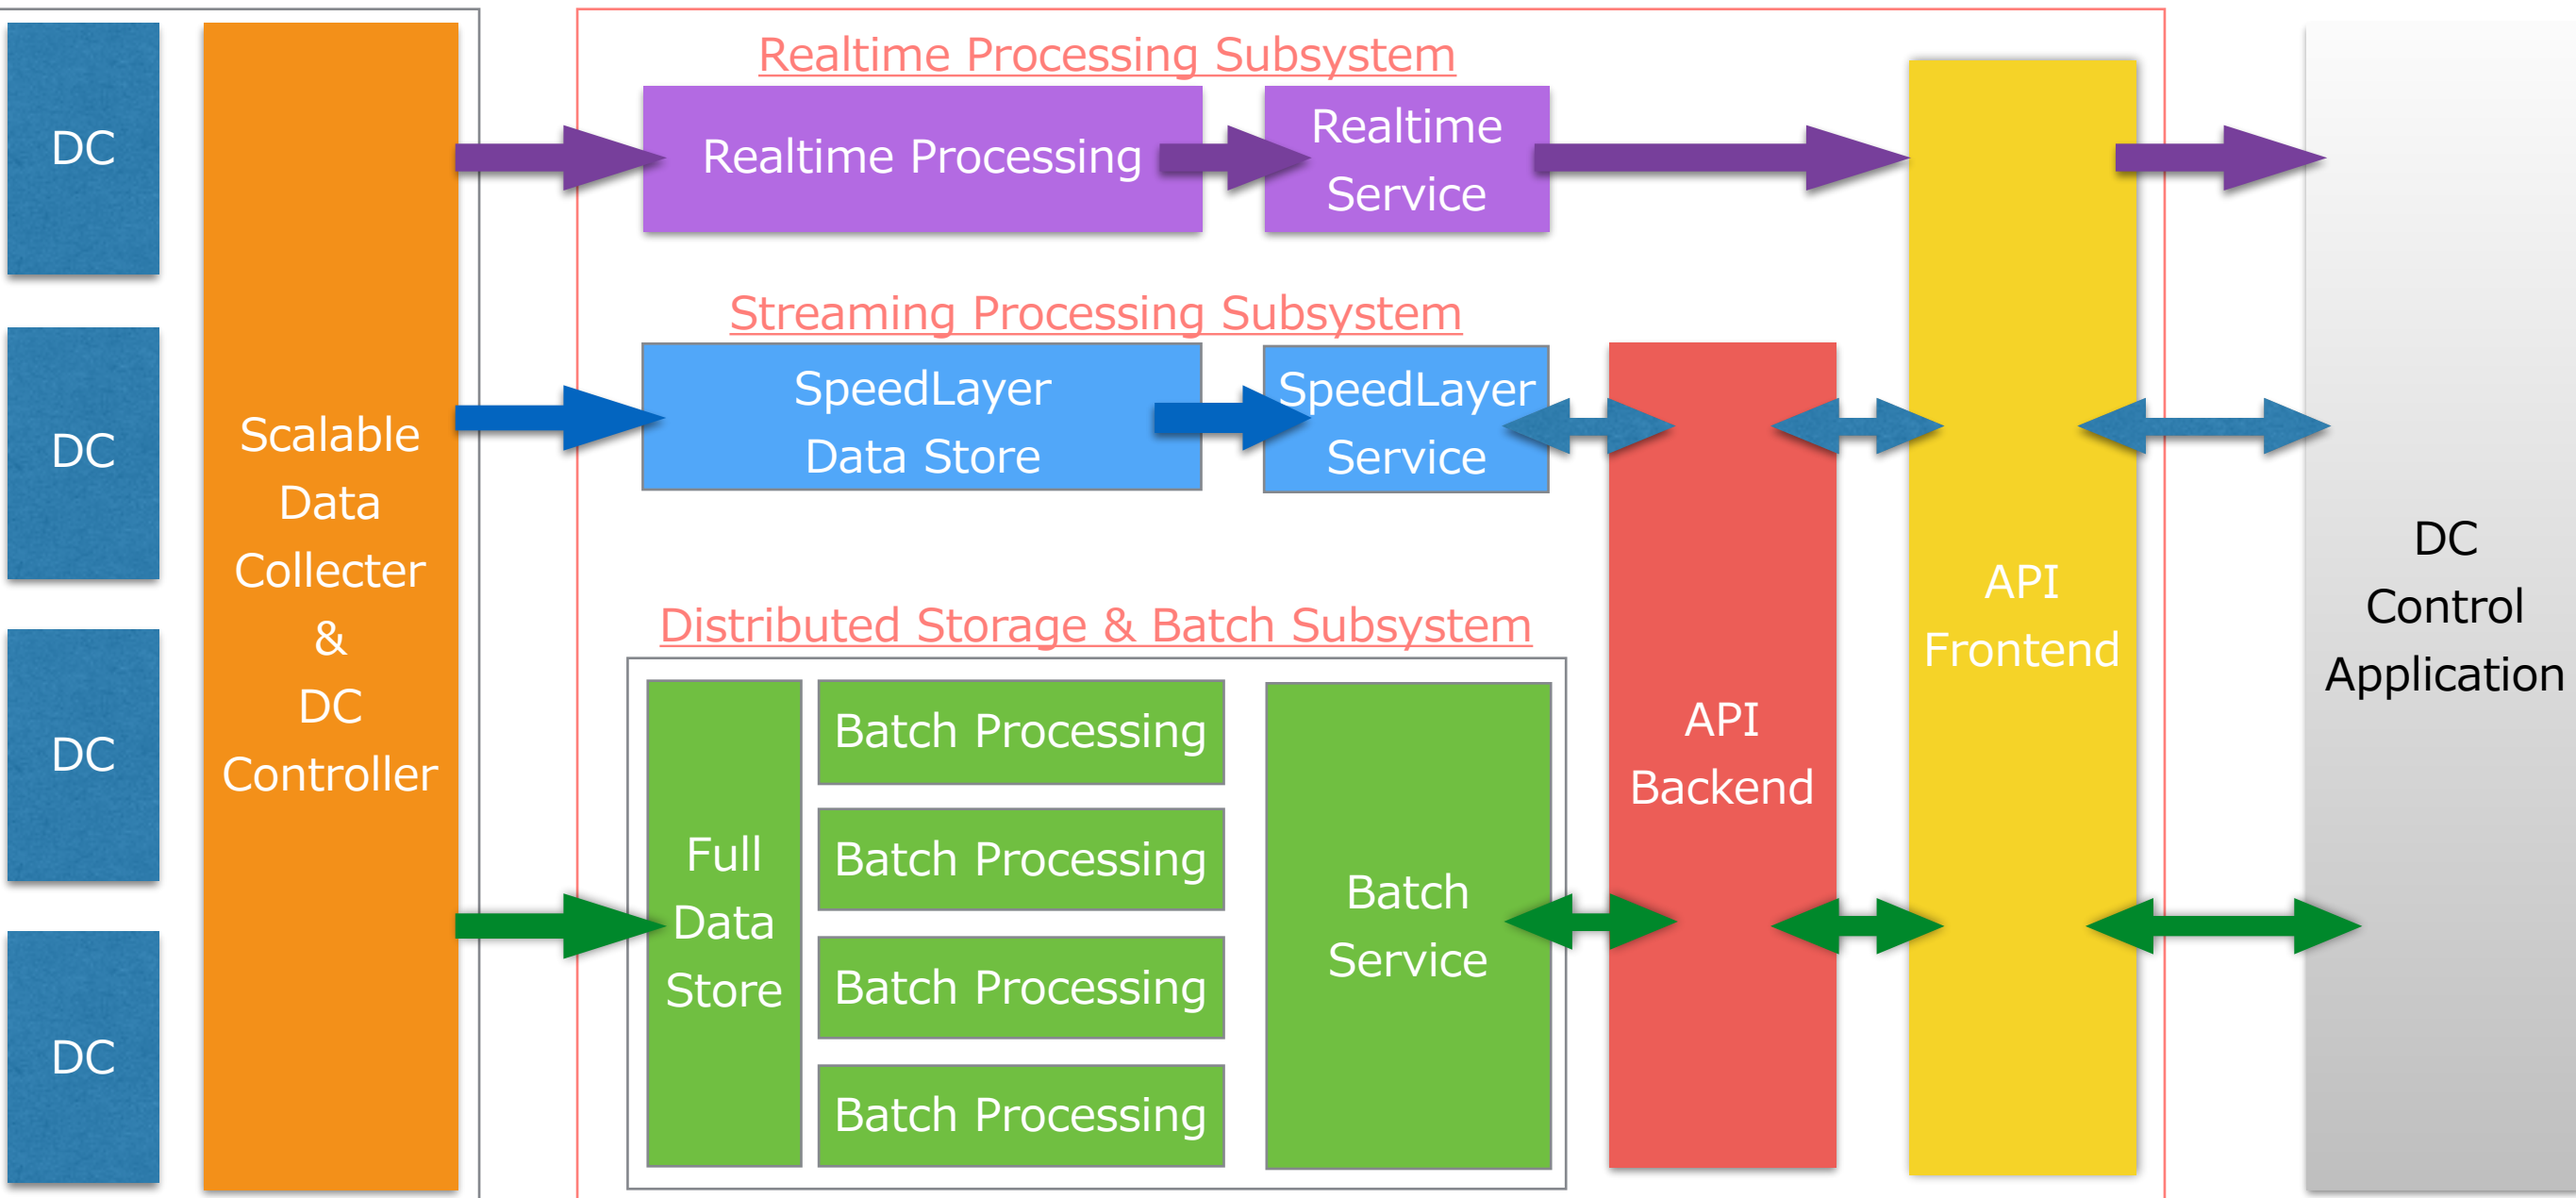 DC
DC
DC
DC
Scalable
Data
Collecter
&
DC
Controller
Realtime Processing Subsystem
Realtime Processing
Realtime
Service
Streaming Processing Subsystem
SpeedLayer
Data Store
SpeedLayer
Service
Distributed Storage & Batch Subsystem
Full
Data
Store
Batch Processing
Batch Processing
Batch Processing
Batch Processing
Batch
Service
API
Backend
API
Frontend
DC
Control
Application